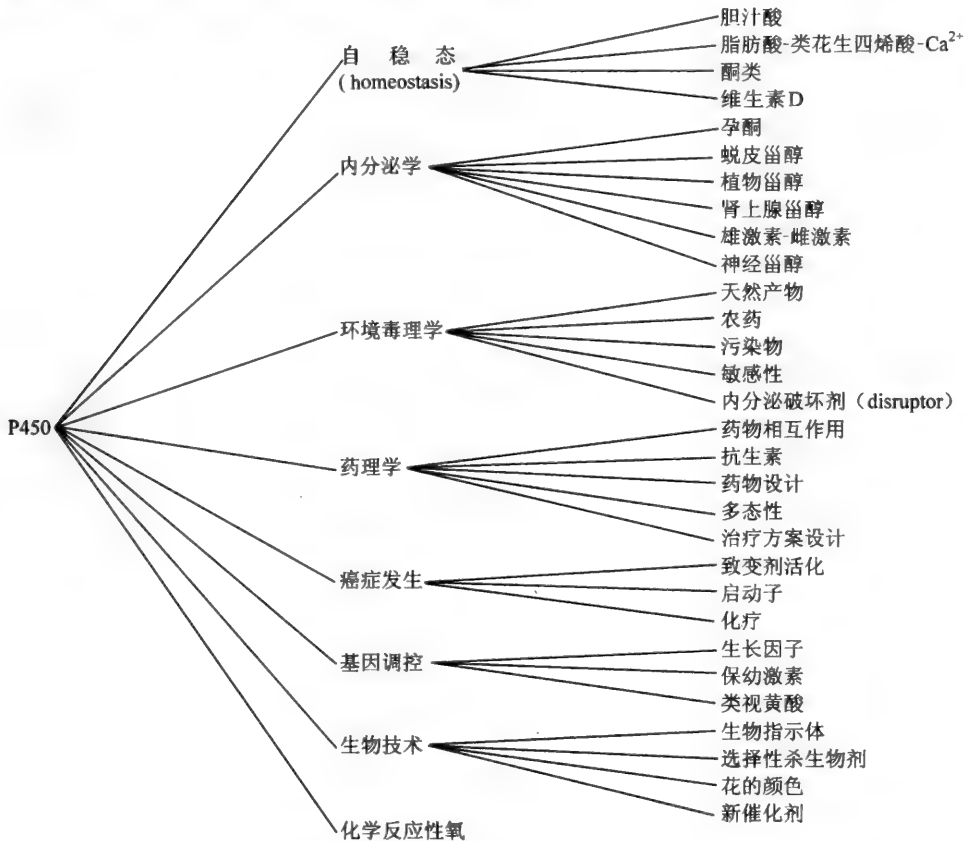 胆汁酸
脂肪酸-类花生四烯酸-Ca²⁺
酮类
维生素D
自稳态
(homeostasis)
孕酮
蜕皮甾醇
植物甾醇
肾上腺甾醇
雄激素-雌激素
神经甾醇
内分泌学
天然产物
农药
污染物
敏感性
内分泌破坏剂（disruptor）
环境毒理学
P450
药物相互作用
抗生素
药物设计
多态性
治疗方案设计
药理学
致变剂活化
启动子
化疗
癌症发生
生长因子
保幼激素
类视黄酸
基因调控
生物指示体
选择性杀生物剂
花的颜色
新催化剂
生物技术
化学反应性氧